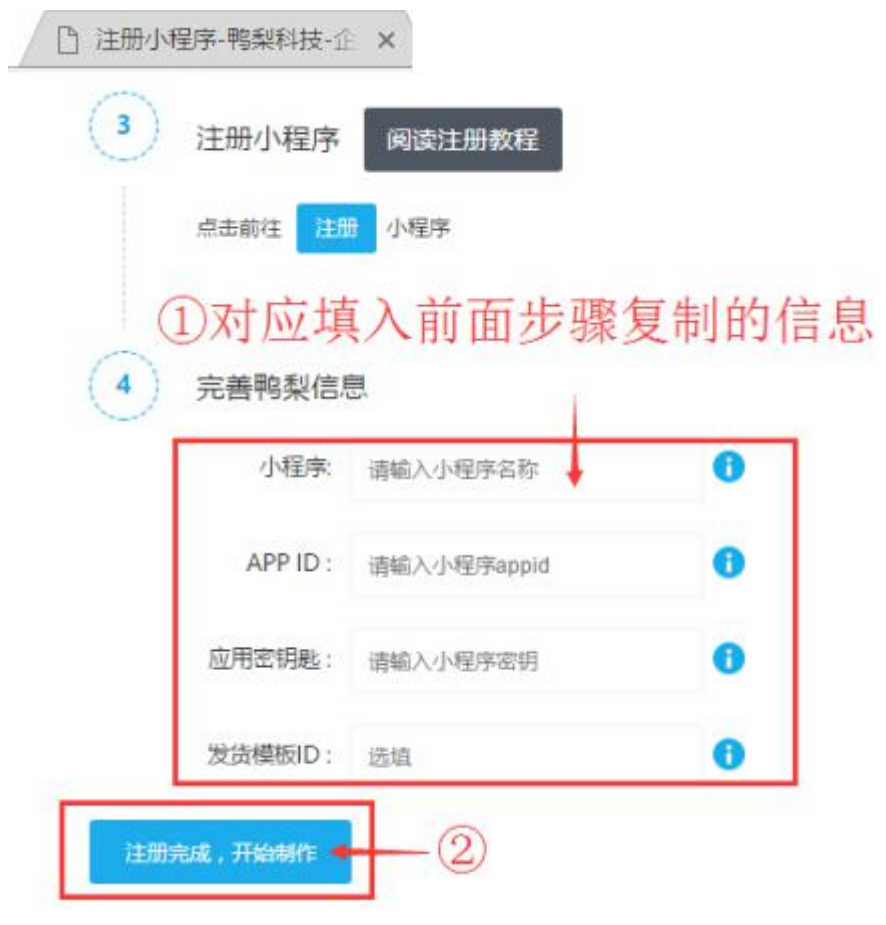 注册小程序-鸭梨科技-企
3
注册小程序 阅读注册教程
点击前往 注册 小程序
①对应填入前面步骤复制的信息
4
完善鸭梨信息
小程序: 请输入小程序名称
APP ID : 请输入小程序appid
应用密钥匙 : 请输入小程序密钥
发货模板ID : 选填
注册完成，开始制作 ②